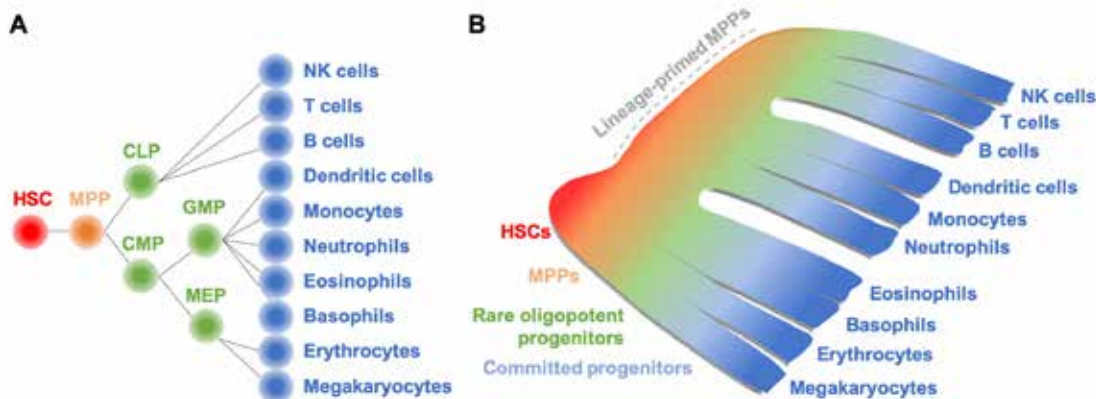 A
HSC
MPP
CLP
CMP
GMP
MEP
NK cells
T cells
B cells
Dendritic cells
Monocytes
Neutrophils
Eosinophils
Basophils
Erythrocytes
Megakaryocytes
B
Lineage-primed MPPs
HSCs
MPPs
Rare oligopotent
progenitors
Committed progenitors
NK cells
T cells
B cells
Dendritic cells
Monocytes
Neutrophils
Eosinophils
Basophils
Erythrocytes
Megakaryocytes